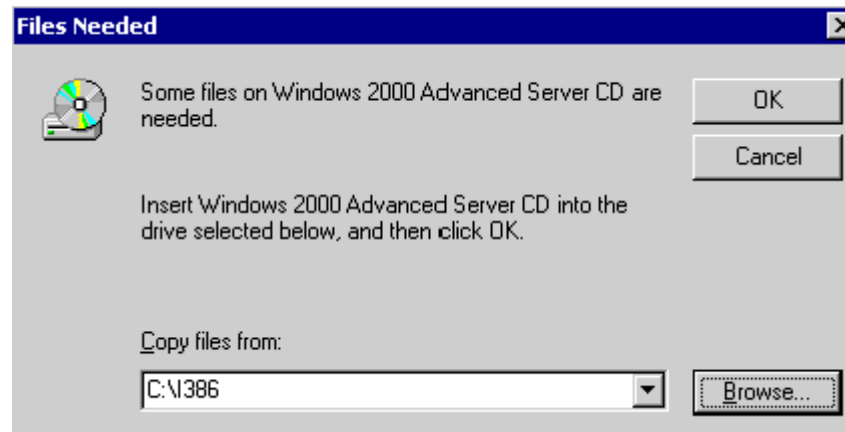 Files Needed
Some files on Windows 2000 Advanced Server CD are
needed.
OK
Cancel
Insert Windows 2000 Advanced Server CD into the
drive selected below, and then click OK.
Copy files from:
C:\I386
Browse...